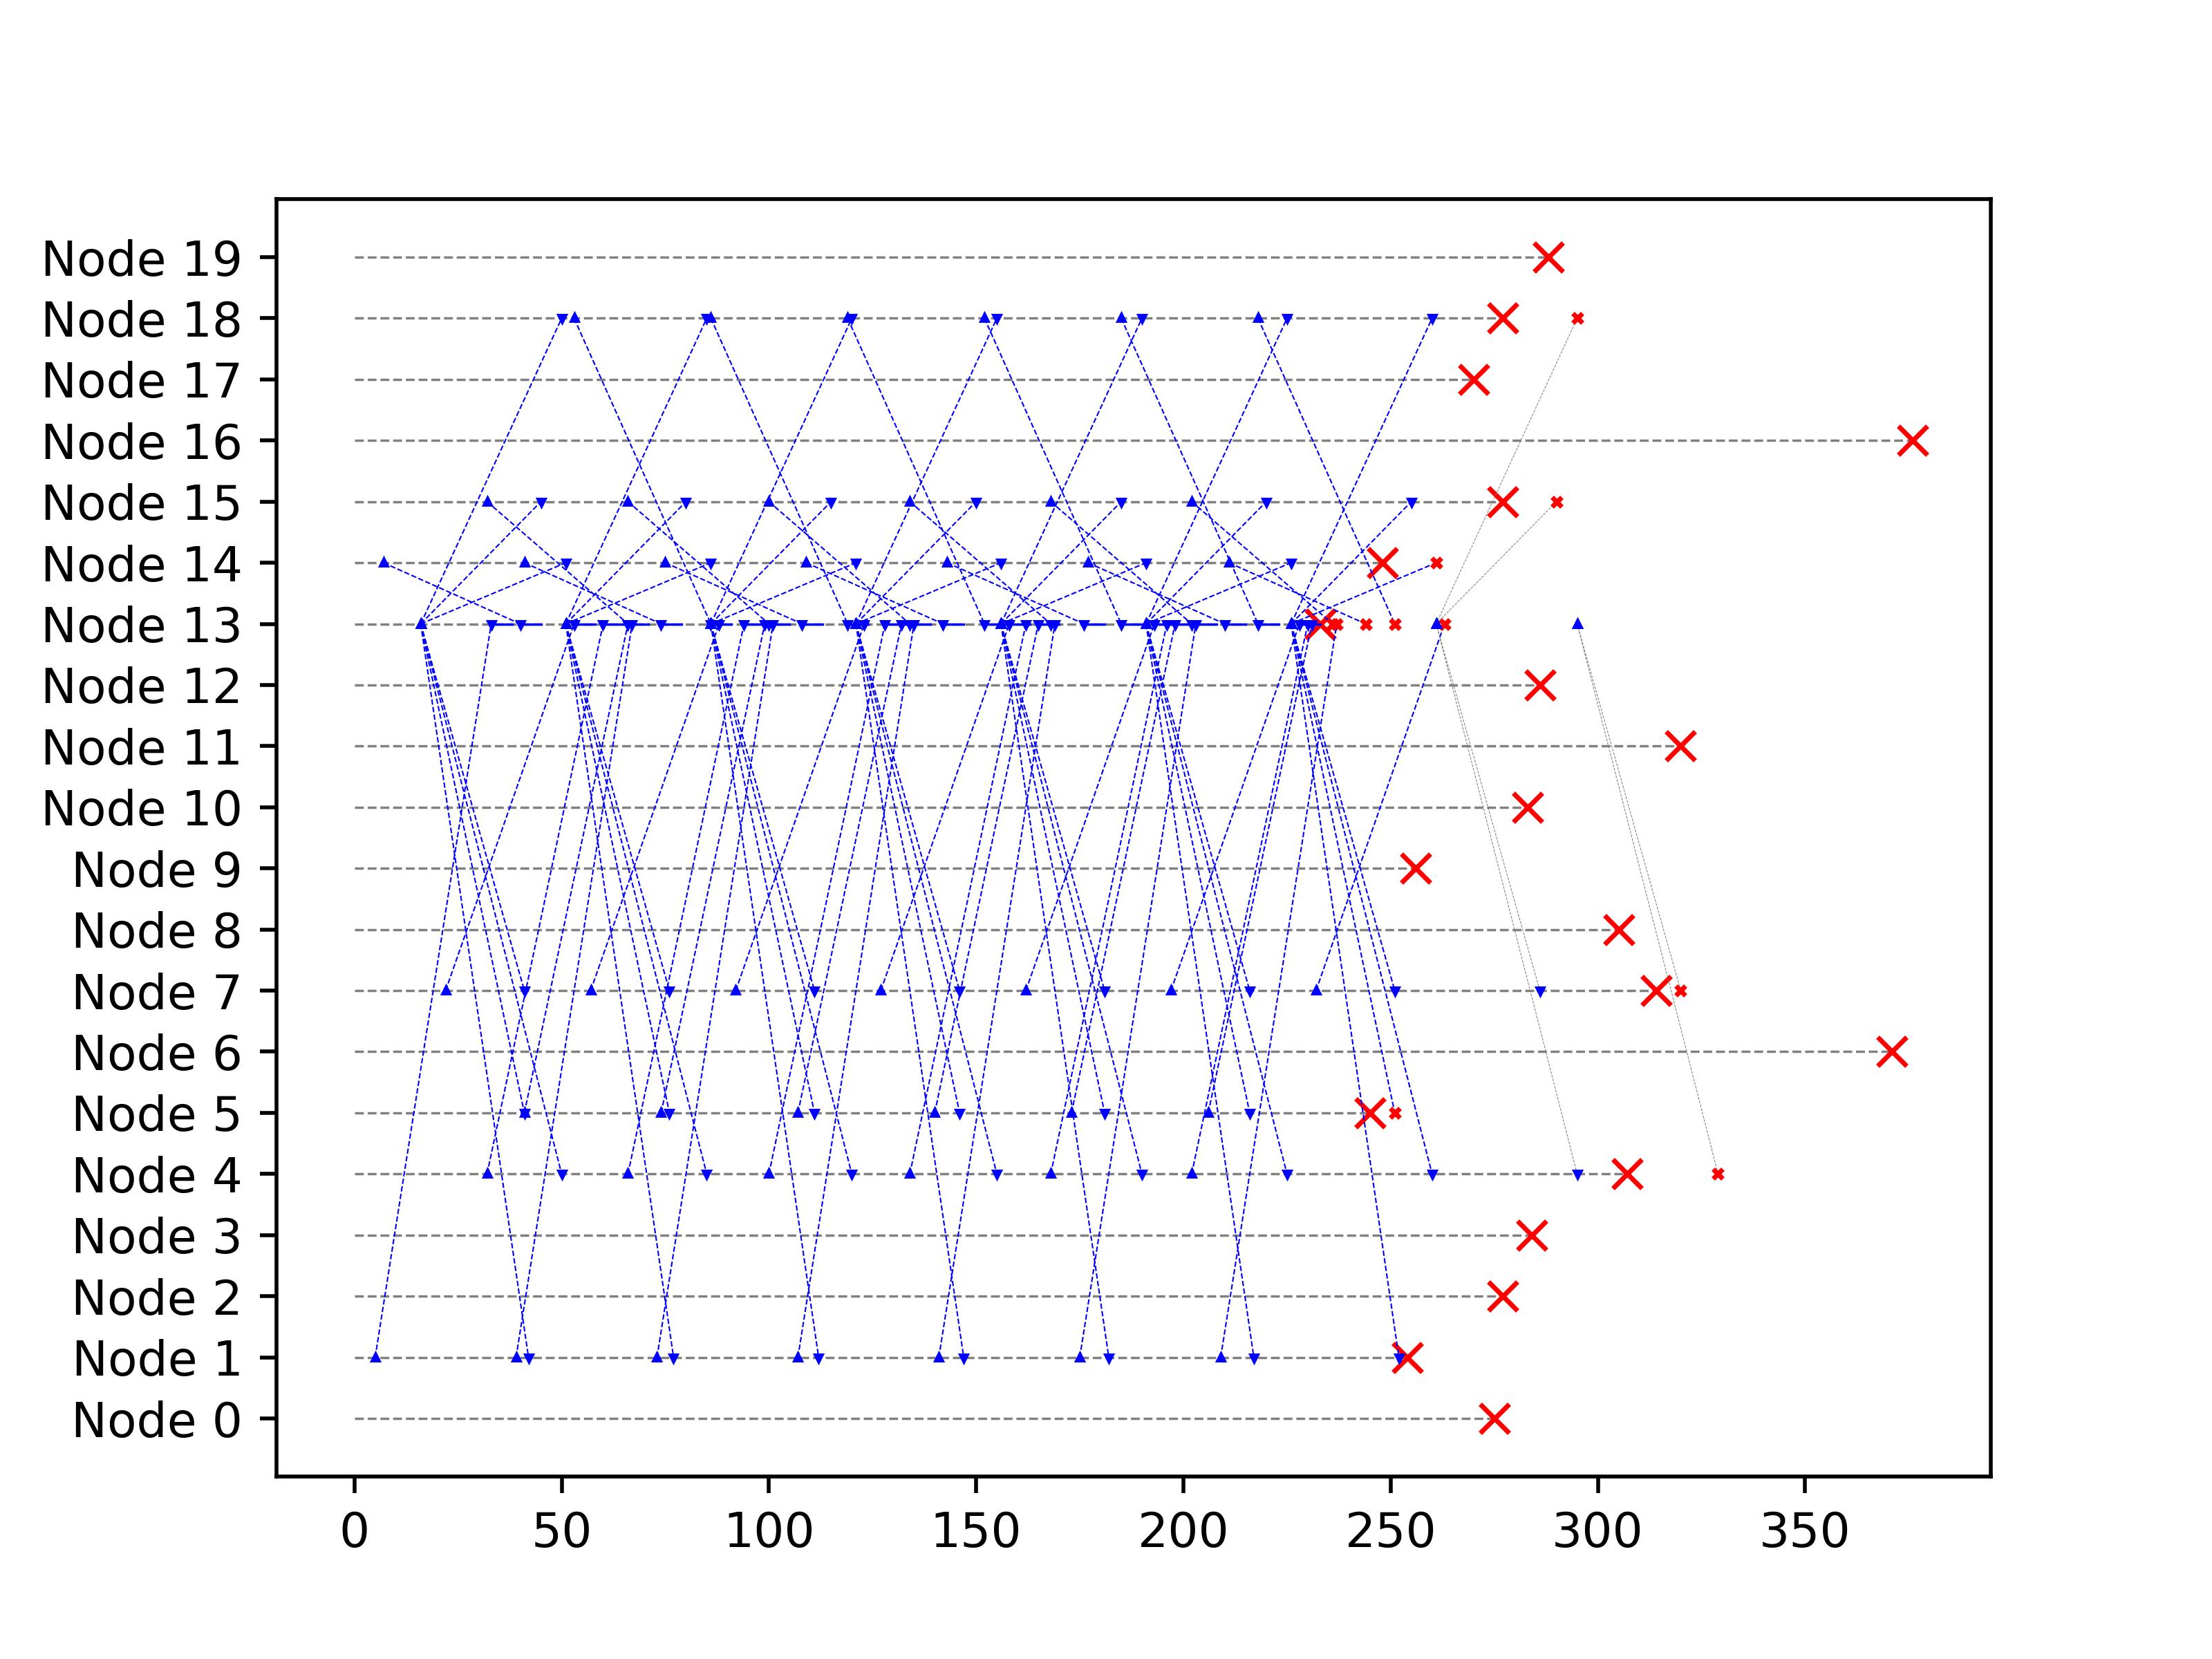 Node 19
Node 18
Node 17
Node 16
Node 15
Node 14
Node 13
Node 12
Node 11
Node 10
Node 9
Node 8
Node 7
Node 6
Node 5
Node 4
Node 3
Node 2
Node 1
Node 0
0 50 100 150 200 250 300 350